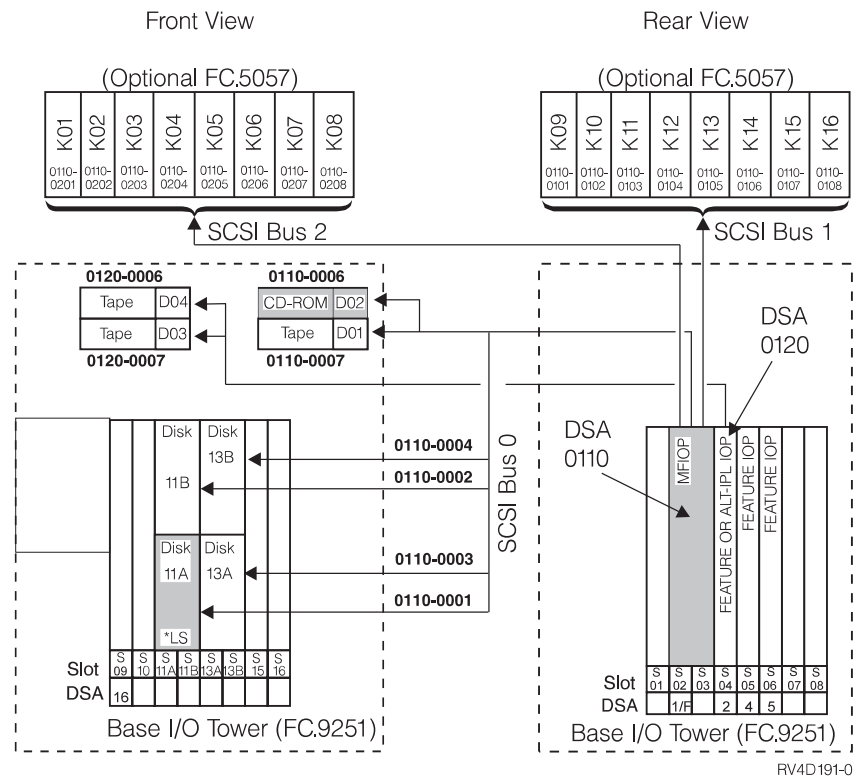 Front View
Rear View
(Optional FC.5057)
(Optional FC.5057)
K01 K02 K03 K04 K05 K06 K07 K08
0110-0201 0110-0202 0110-0203 0110-0204 0110-0205 0110-0206 0110-0207 0110-0208
K09 K10 K11 K12 K13 K14 K15 K16
0110-0101 0110-0102 0110-0103 0110-0104 0110-0105 0110-0106 0110-0107 0110-0108
SCSI Bus 2
SCSI Bus 1
0120-0006
Tape D04
Tape D03
0120-0007
0110-0006
CD-ROM D02
Tape D01
0110-0007
DSA
0120
DSA
0110
SCSI Bus 0
Disk
11B
Disk
13B
0110-0004
0110-0002
Disk
11A
*LS
Disk
13A
0110-0003
0110-0001
MFIOP
FEATURE OR ALT-IPL IOP
FEATURE IOP
FEATURE IOP
Slot S 09 S 10 S 11A S 11B S 13A S 13B S 15 S 16
DSA 16
Base I/O Tower (FC.9251)
Slot S 01 S 02 S 03 S 04 S 05 S 06 S 07 S 08
DSA 1/F 2 4 5
Base I/O Tower (FC.9251)
RV4D191-0